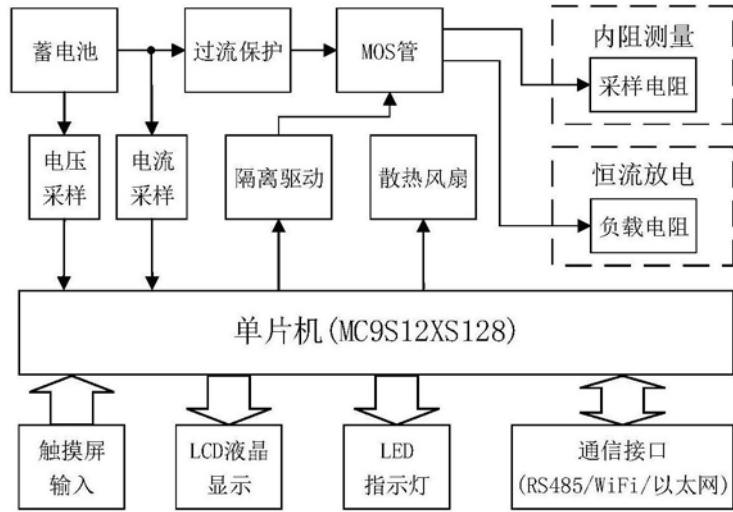 蓄电池
过流保护
MOS管
内阻测量
采样电阻
电压
采样
电流
采样
隔离驱动
散热风扇
恒流放电
负载电阻
单片机(MC9S12XS128)
触摸屏
输入
LCD液晶
显示
LED
指示灯
通信接口
(RS485/WiFi/以太网)